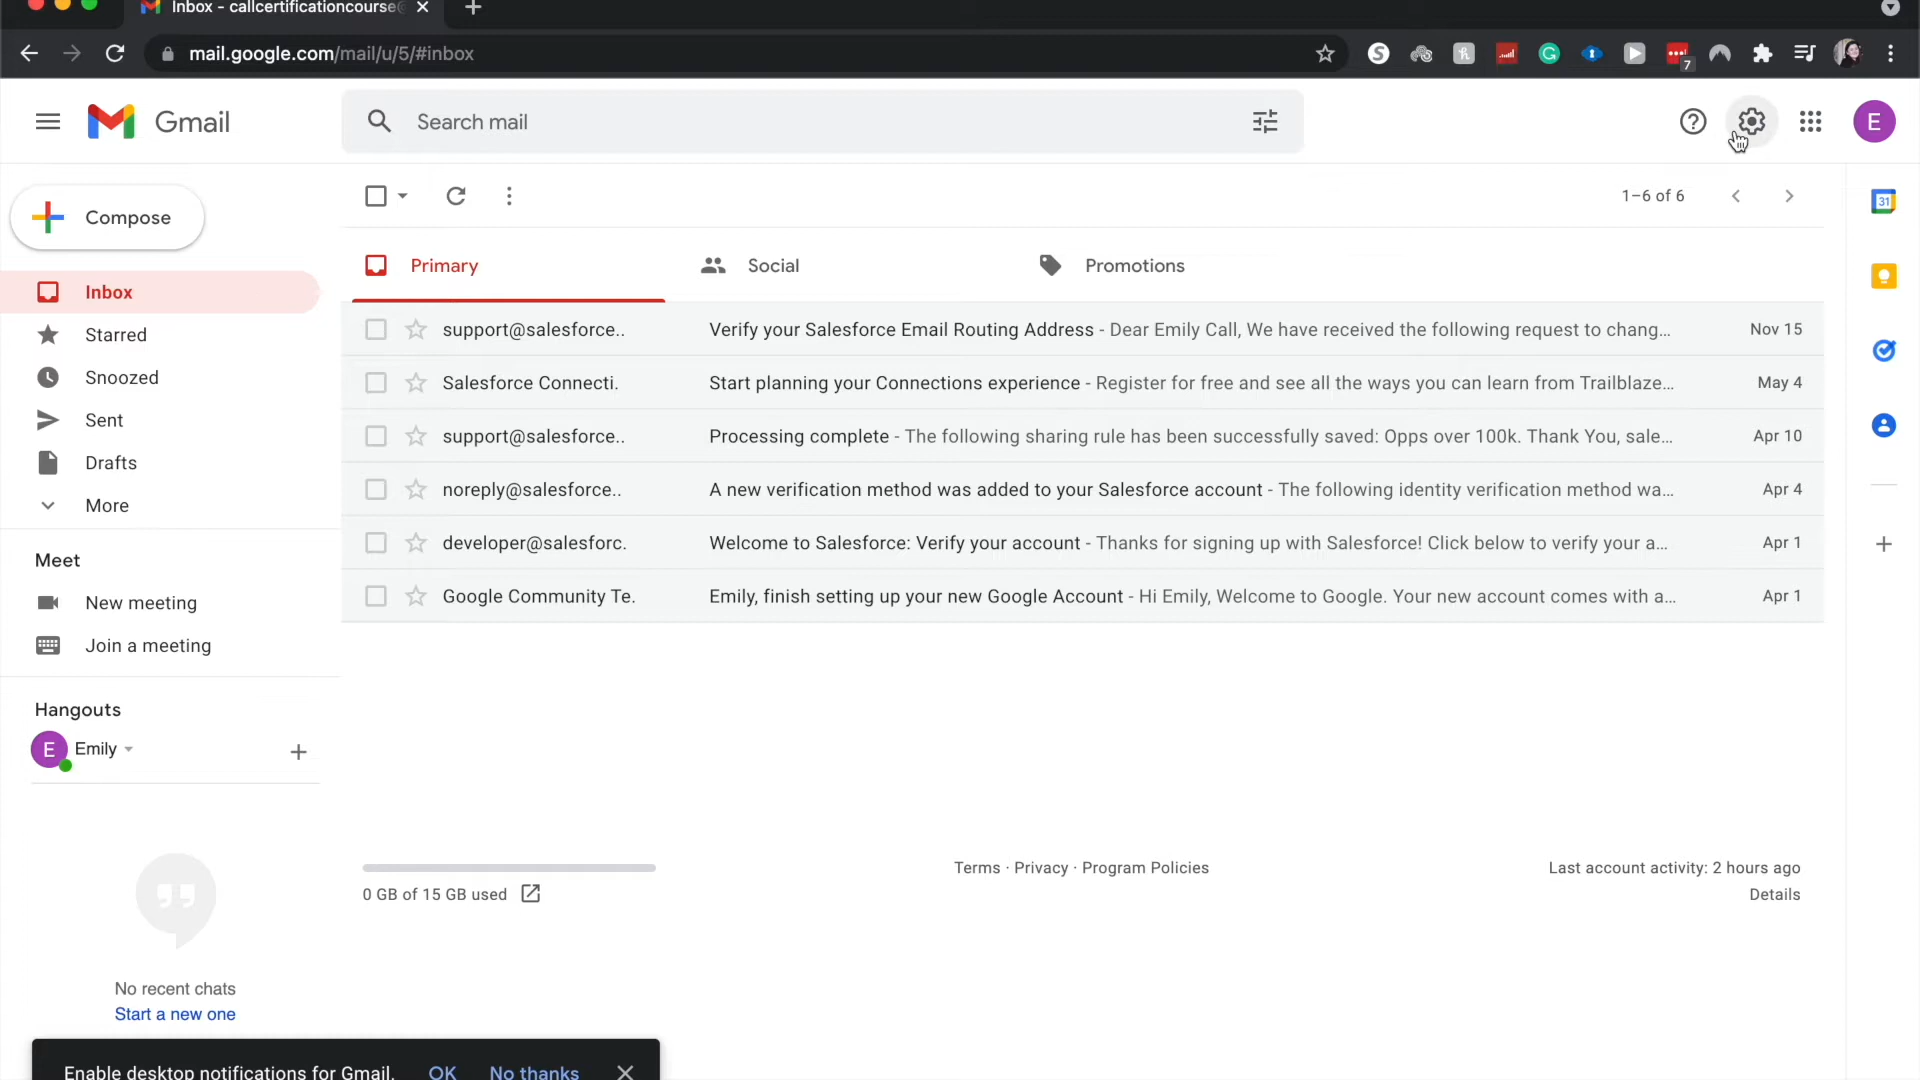 Inbox - callcertificationcourse@
mail.google.com/mail/u/5/#inbox
7
Gmail
Search mail
E
Compose
1–6 of 6
31
Primary
Social
Promotions
Inbox
Starred
Snoozed
Sent
Drafts
More
support@salesforce.. Verify your Salesforce Email Routing Address - Dear Emily Call, We have received the following request to chang... Nov 15
Salesforce Connecti. Start planning your Connections experience - Register for free and see all the ways you can learn from Trailblaze... May 4
support@salesforce.. Processing complete - The following sharing rule has been successfully saved: Opps over 100k. Thank You, sale... Apr 10
noreply@salesforce.. A new verification method was added to your Salesforce account - The following identity verification method wa... Apr 4
developer@salesforc. Welcome to Salesforce: Verify your account - Thanks for signing up with Salesforce! Click below to verify your a... Apr 1
Google Community Te. Emily, finish setting up your new Google Account - Hi Emily, Welcome to Google. Your new account comes with a... Apr 1
Meet
New meeting
Join a meeting
Hangouts
E Emily
0 GB of 15 GB used
Terms · Privacy · Program Policies
Last account activity: 2 hours ago
Details
No recent chats
Start a new one
Enable desktop notifications for Gmail. OK No thanks